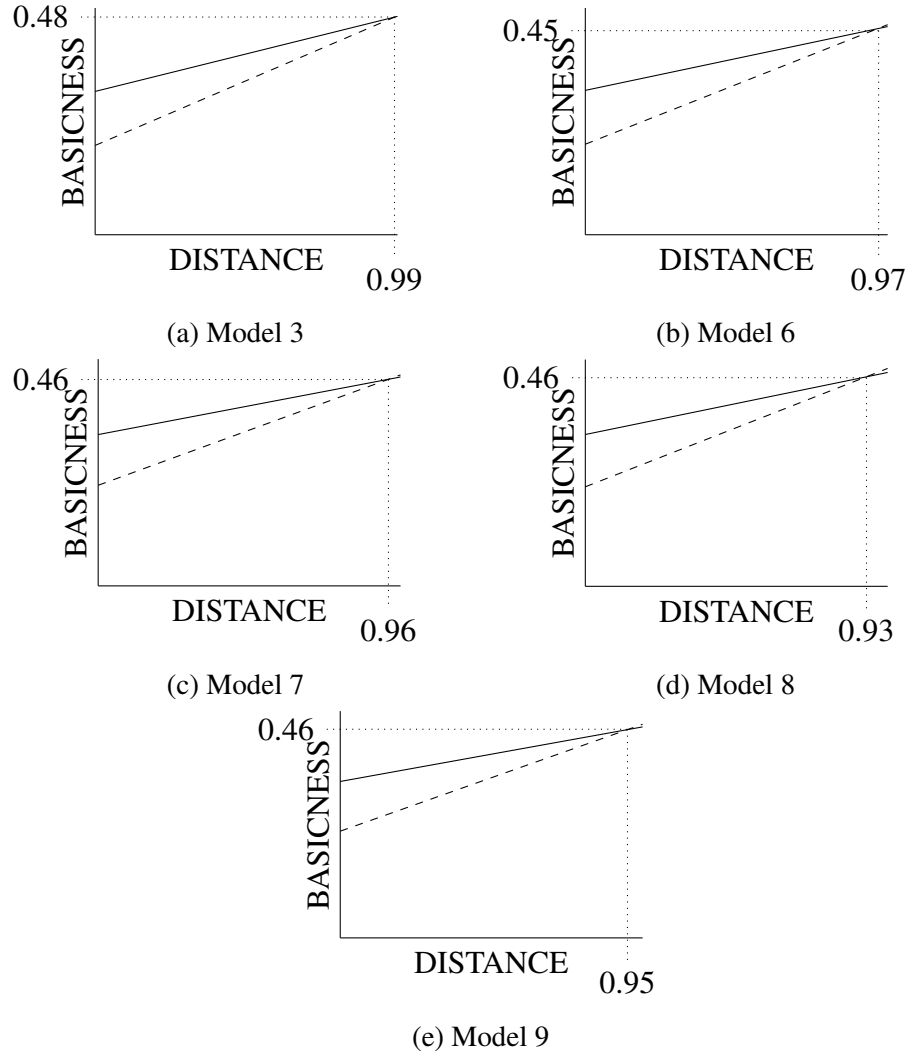 0.48
BASICNESS
DISTANCE
0.99
(a) Model 3
0.45
BASICNESS
DISTANCE
0.97
(b) Model 6
0.46
BASICNESS
DISTANCE
0.96
(c) Model 7
0.46
BASICNESS
DISTANCE
0.93
(d) Model 8
0.46
BASICNESS
DISTANCE
0.95
(e) Model 9